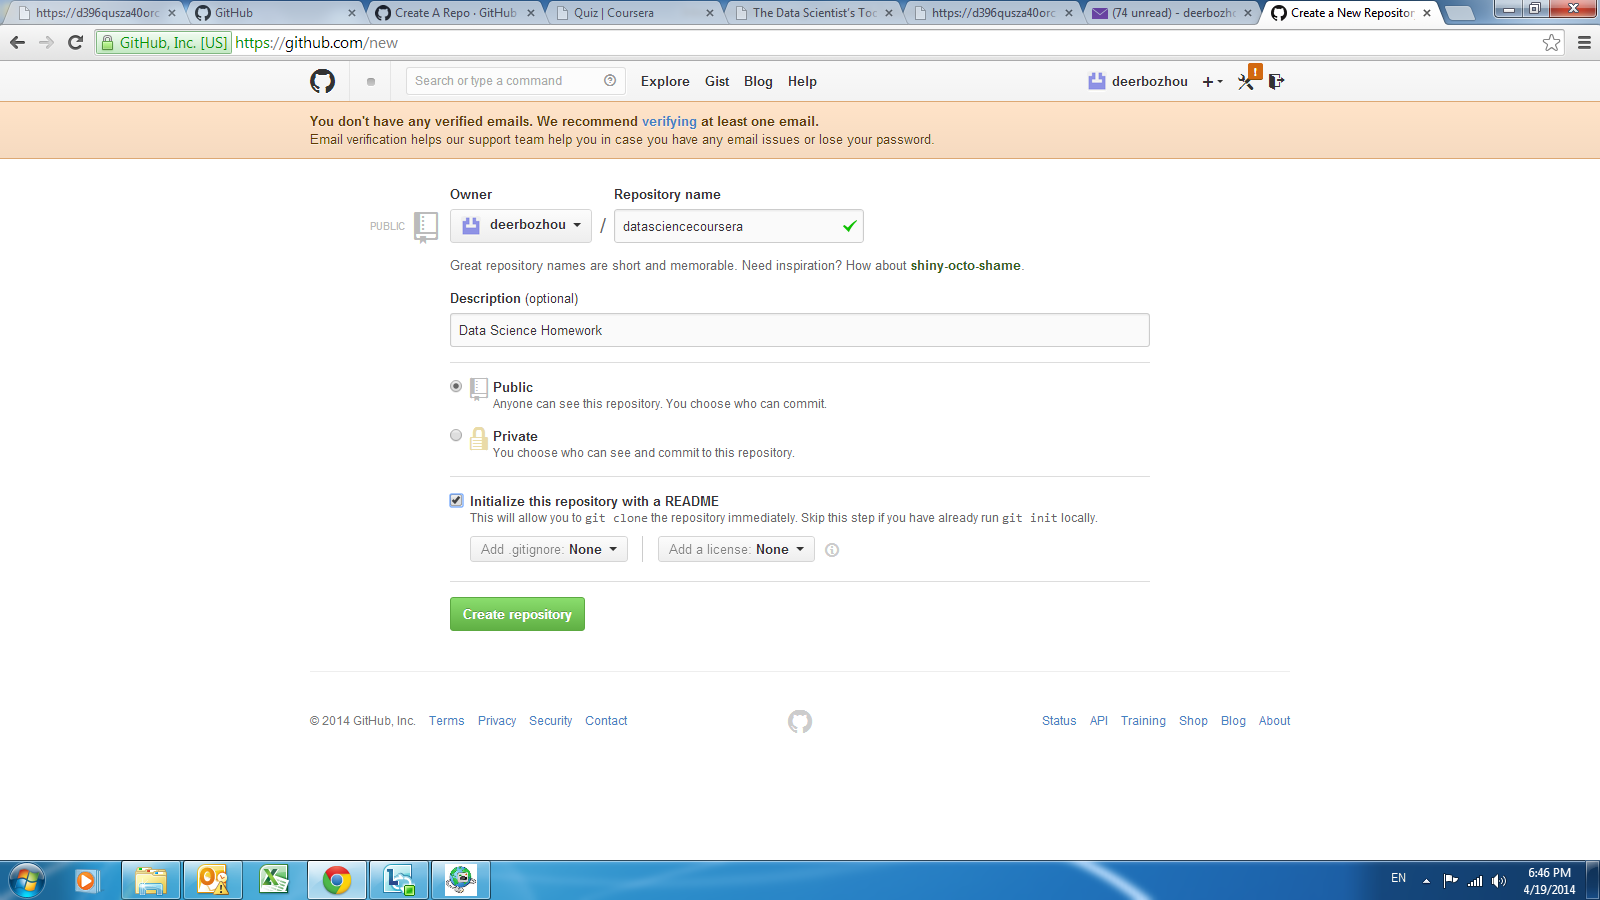 https://d396qusza40orc
GitHub
Create A Repo · GitHub
Quiz | Coursera
The Data Scientist's Too
https://d396qusza40orc
(74 unread) - deerbozho
Create a New Repositor
GitHub, Inc. [US] https://github.com/new
Search or type a command
Explore Gist Blog Help
deerbozhou
You don't have any verified emails. We recommend verifying at least one email.
Email verification helps our support team help you in case you have any email issues or lose your password.
Owner
Repository name
PUBLIC
deerbozhou / datasciencecoursera
Great repository names are short and memorable. Need inspiration? How about shiny-octo-shame.
Description (optional)
Data Science Homework
Public
Anyone can see this repository. You choose who can commit.
Private
You choose who can see and commit to this repository.
Initialize this repository with a README
This will allow you to git clone the repository immediately. Skip this step if you have already run git init locally.
Add .gitignore: None
Add a license: None
Create repository
© 2014 GitHub, Inc. Terms Privacy Security Contact
Status API Training Shop Blog About
EN
6:46 PM
4/19/2014